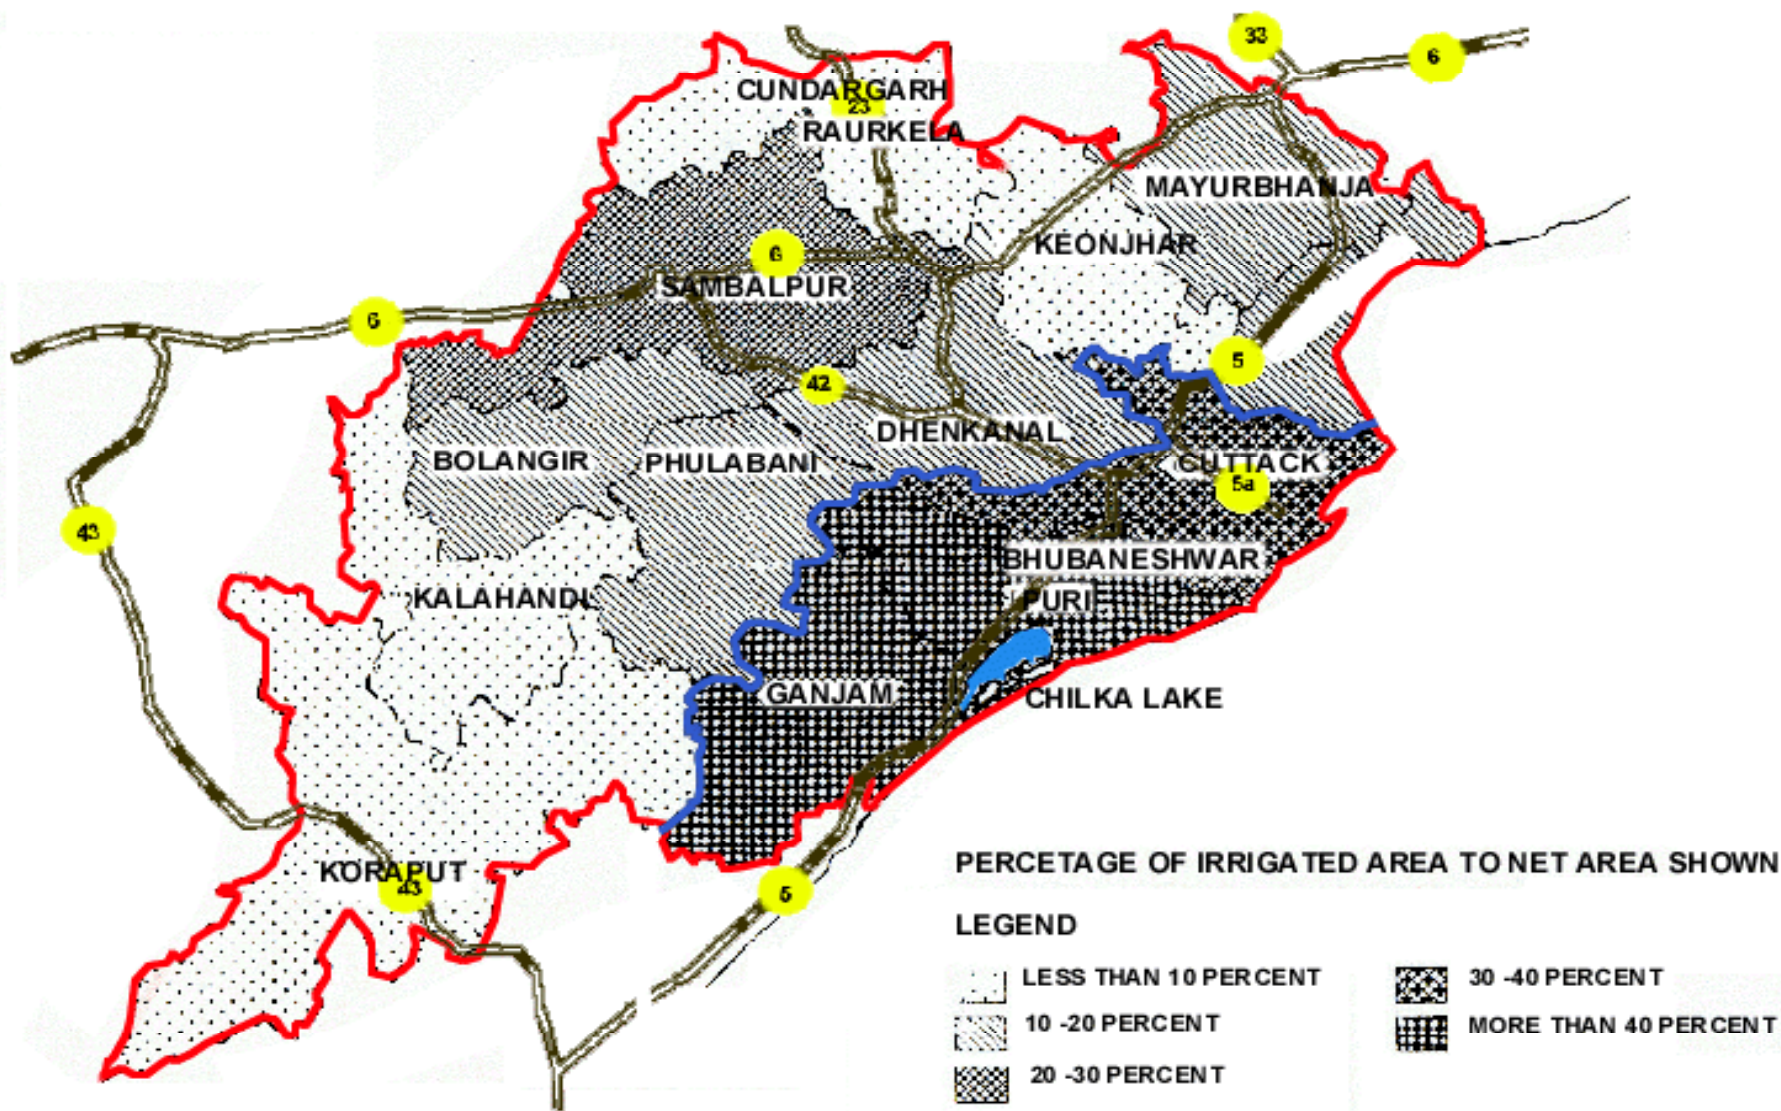 33
6
CUNDARGARH
23
RAURKELA
MAYURBHANJA
KEONJHAR
6
SAMBALPUR
6
5
42
DHENKANAL
BOLANGIR
PHULABANI
CUTTACK
5a
43
BHUBANESHWAR
PURI
KALAHANDI
GANJAM
CHILKA LAKE
KORAPUT
43
5
PERCETAGE OF IRRIGATED AREA TO NET AREA SHOWN
LEGEND
LESS THAN 10 PERCENT
10 -20 PERCENT
20 -30 PERCENT
30 -40 PERCENT
MORE THAN 40 PERCENT